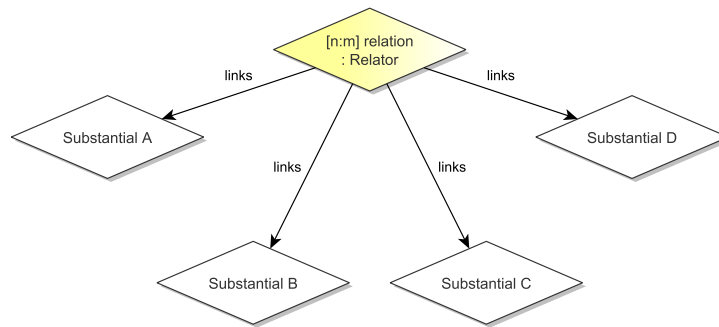 [n:m] relation
: Relator
links
links
Substantial A
Substantial D
links
links
Substantial B
Substantial C